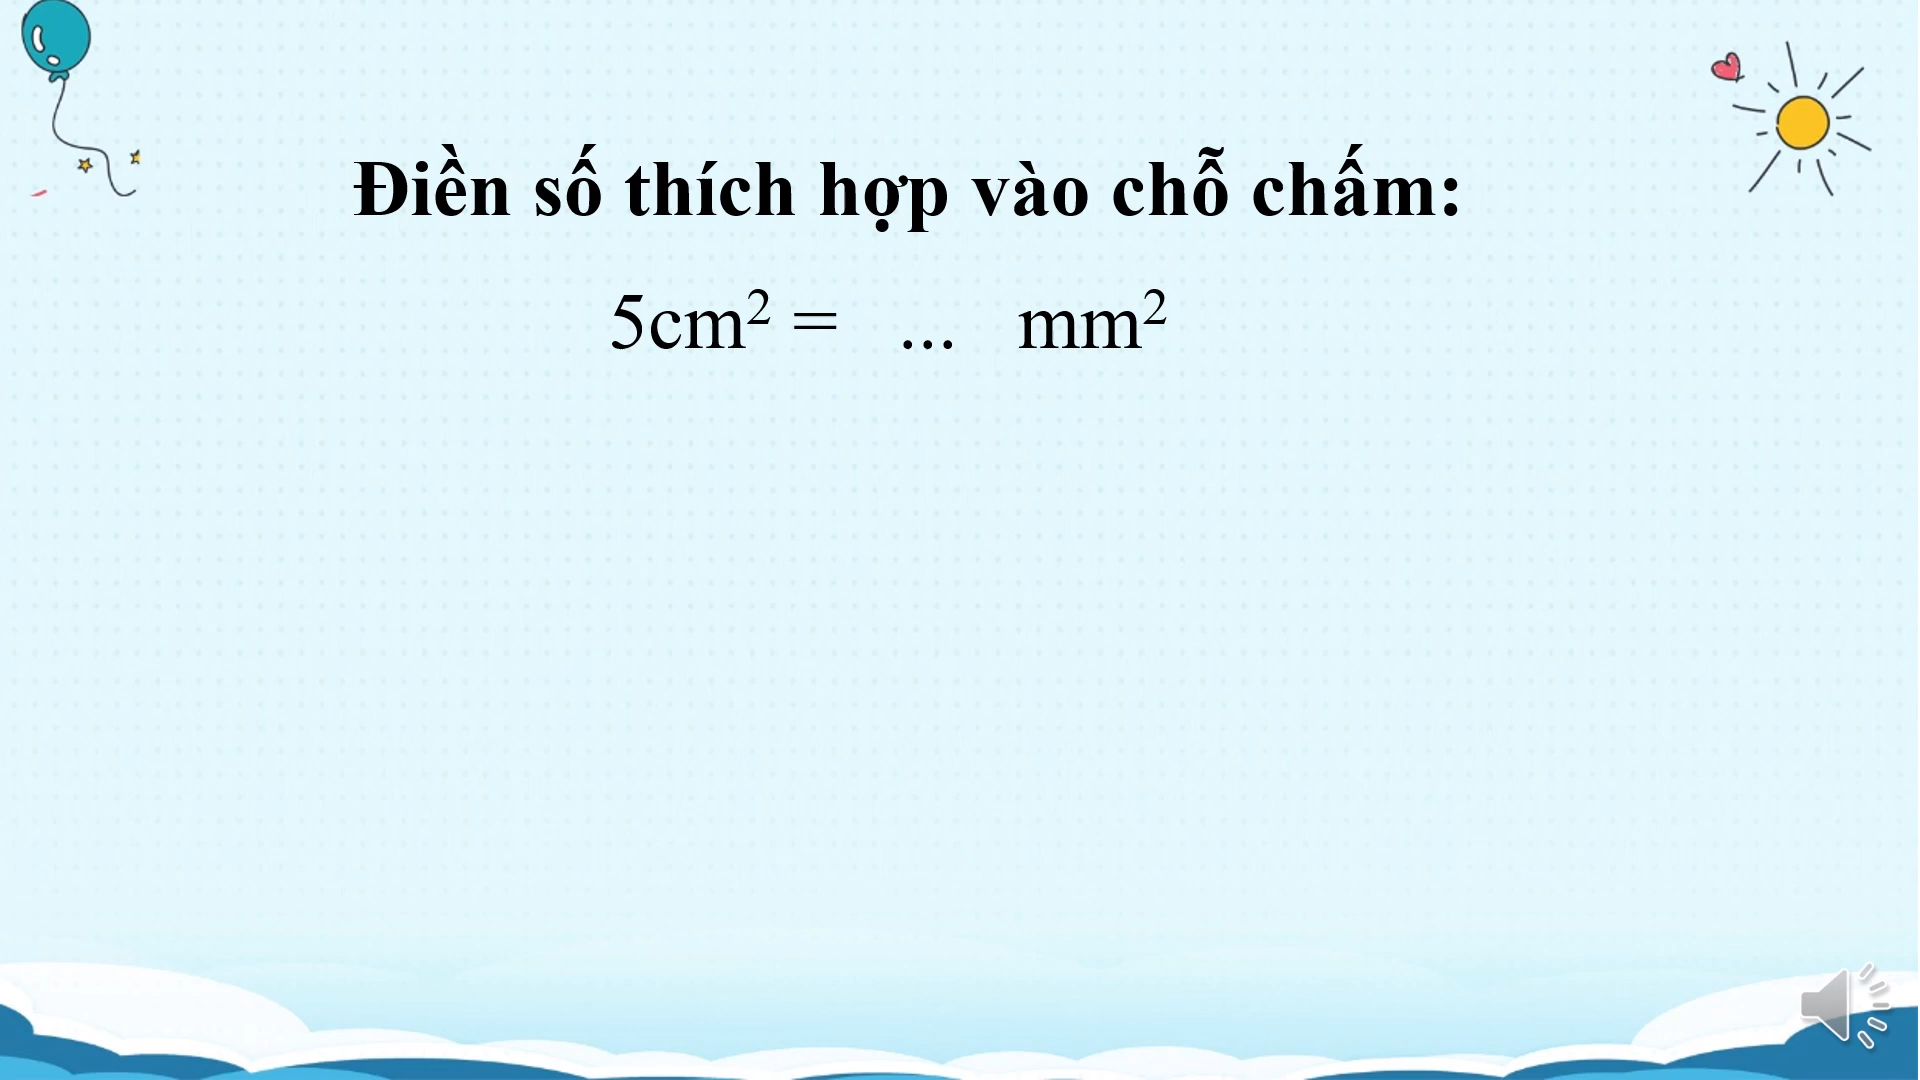 Điền số thích hợp vào chỗ chấm:
5cm² = ... mm²